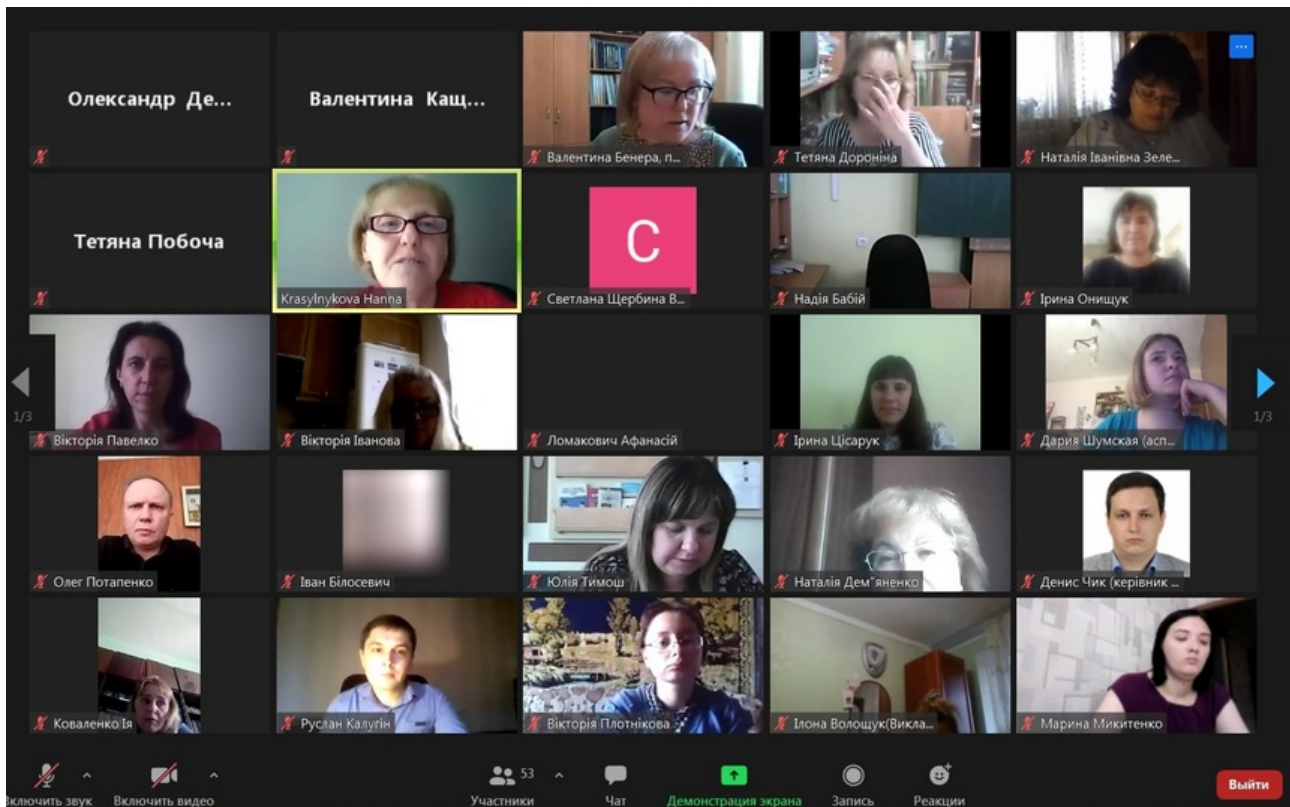 Олександр Де...
Валентина Кащ...
Валентина Бенера, п...
Тетяна Дороніна
Наталія Іванівна Зеле...
Тетяна Побоча
Krasylnykova Hanna
С
Светлана Щербина В...
Надія Бабій
Ірина Онищук
1/3
Вікторія Павелко
Вікторія Іванова
Ломакович Афанасій
Ірина Цісарук
Дария Шумская (асп...
1/3
Олег Потапенко
Іван Білосевич
Юлія Тимош
Наталія Дем"яненко
Денис Чик (керівник ...
Коваленко Ія
Руслан Калугін
Вікторія Плотнікова
Ілона Волощук(Викла...
Марина Микитенко
53
Включить звук
Включить видео
Участники
Чат
Демонстрация экрана
Запись
Реакции
Выйти